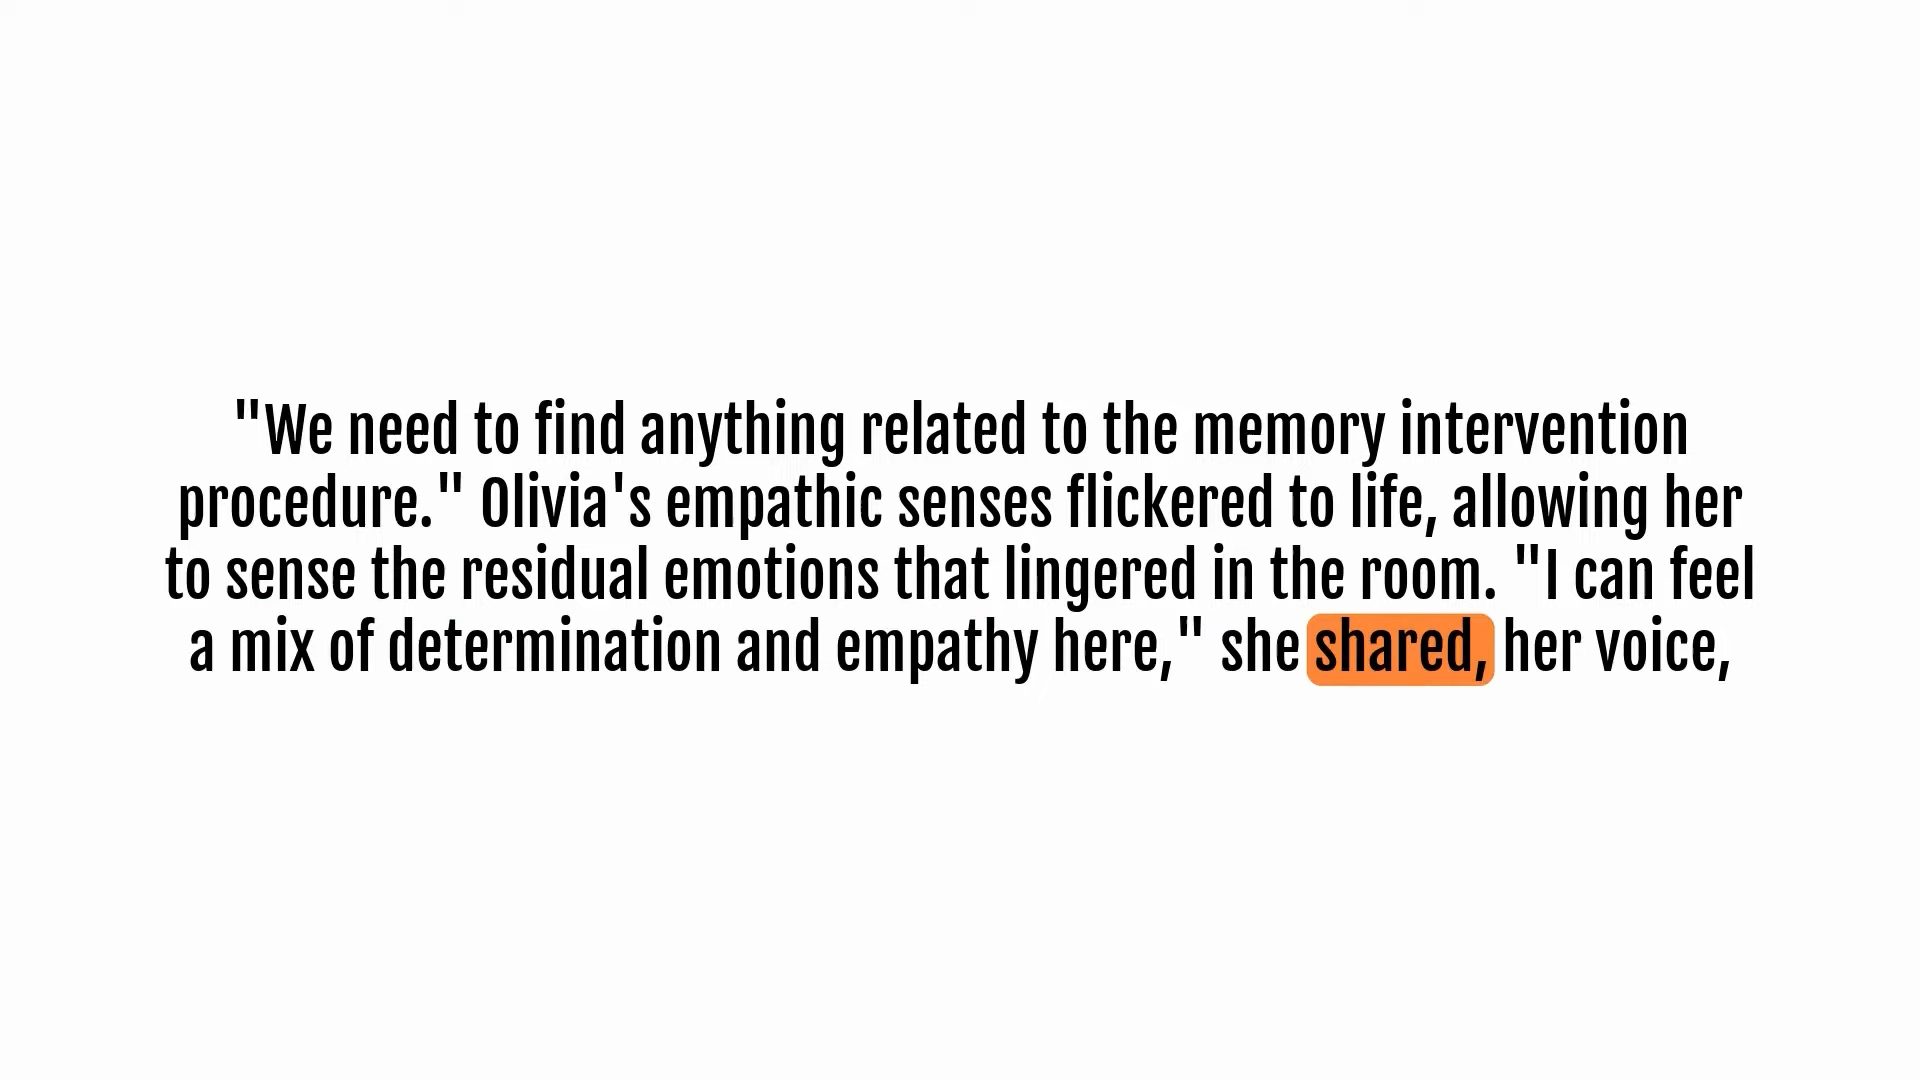 "We need to find anything related to the memory intervention
procedure." Olivia's empathic senses flickered to life, allowing her
to sense the residual emotions that lingered in the room. "I can feel
a mix of determination and empathy here," she shared, her voice,